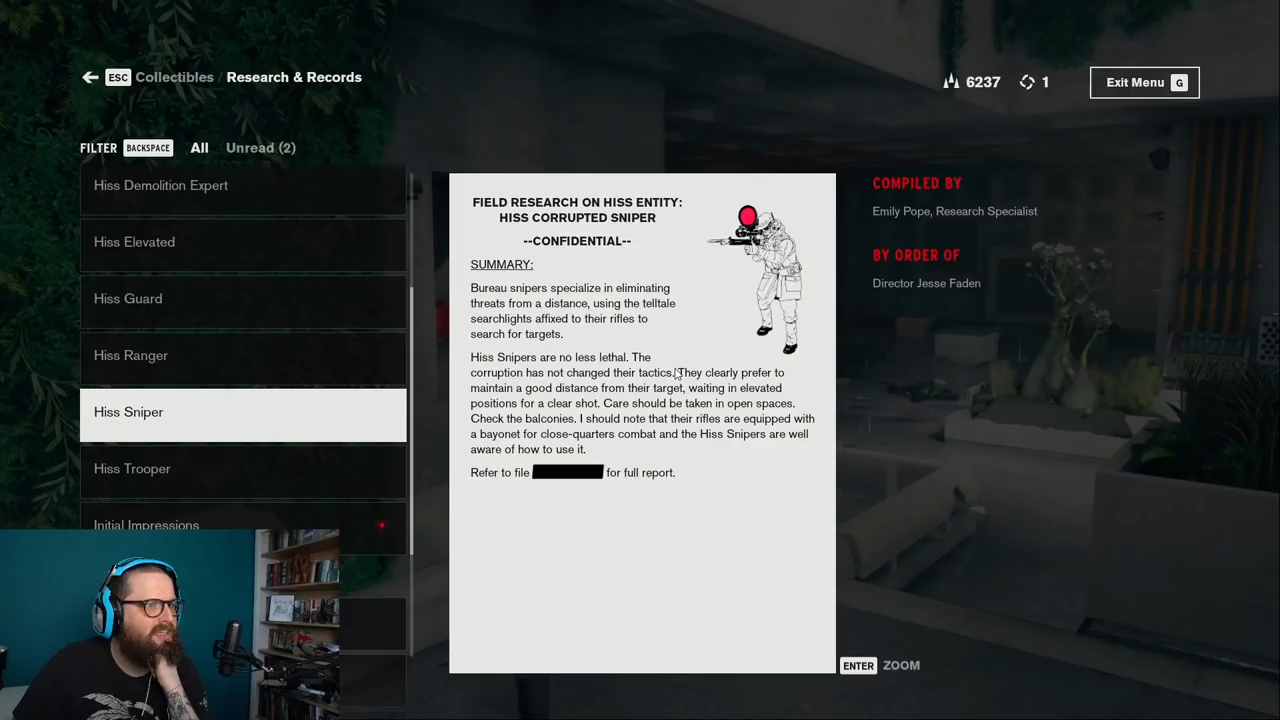 ESC Collectibles / Research & Records
6237
1
Exit Menu G
FILTER BACKSPACE All Unread (2)
Hiss Demolition Expert
Hiss Elevated
Hiss Guard
Hiss Ranger
Hiss Sniper
Hiss Trooper
Initial Impressions
FIELD RESEARCH ON HISS ENTITY:
HISS CORRUPTED SNIPER
--CONFIDENTIAL--
SUMMARY:
Bureau snipers specialize in eliminating
threats from a distance, using the telltale
searchlights affixed to their rifles to
search for targets.
Hiss Snipers are no less lethal. The
corruption has not changed their tactics. They clearly prefer to
maintain a good distance from their target, waiting in elevated
positions for a clear shot. Care should be taken in open spaces.
Check the balconies. I should note that their rifles are equipped with
a bayonet for close-quarters combat and the Hiss Snipers are well
aware of how to use it.
Refer to file for full report.
COMPILED BY
Emily Pope, Research Specialist
BY ORDER OF
Director Jesse Faden
ENTER ZOOM